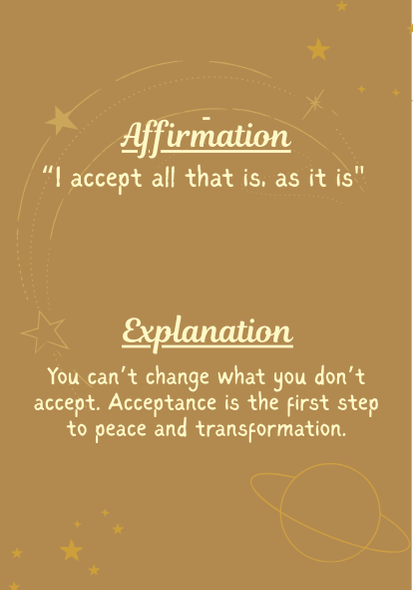 Affirmation
“I accept all that is. as it is"
Explanation
You can’t change what you don’t
accept. Acceptance is the first step
to peace and transformation.